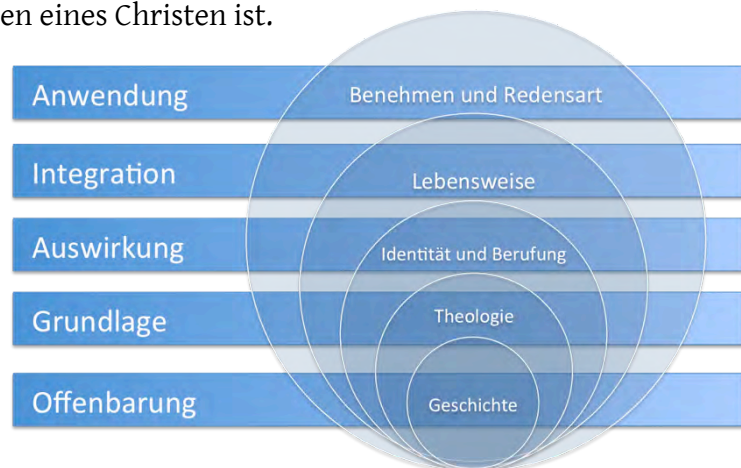 en eines Christen ist.
Anwendung Benehmen und Redensart
Integration Lebensweise
Auswirkung Identität und Berufung
Grundlage Theologie
Offenbarung Geschichte